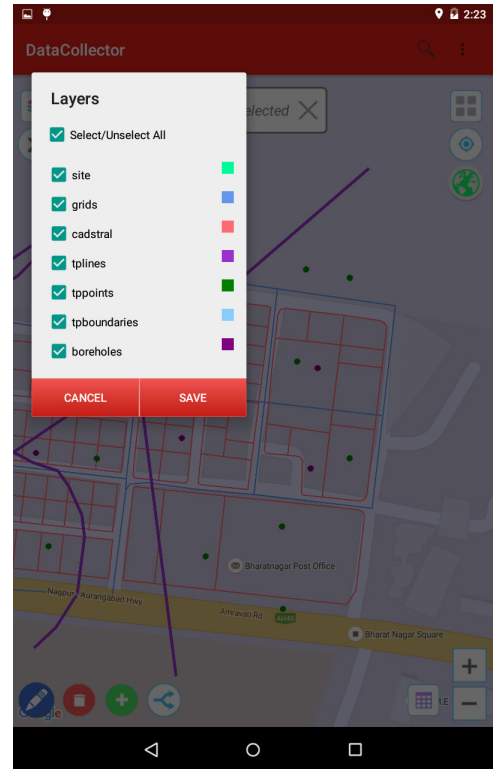 2:23
DataCollector
Layers
elected
Select/Unselect All
site
grids
cadstral
tplines
tppoints
tpboundaries
boreholes
CANCEL
SAVE
Bharatnagar Post Office
Nagpur - Aurangabad Hwy
Amravati Rd
Bharat Nagar Square
M.E